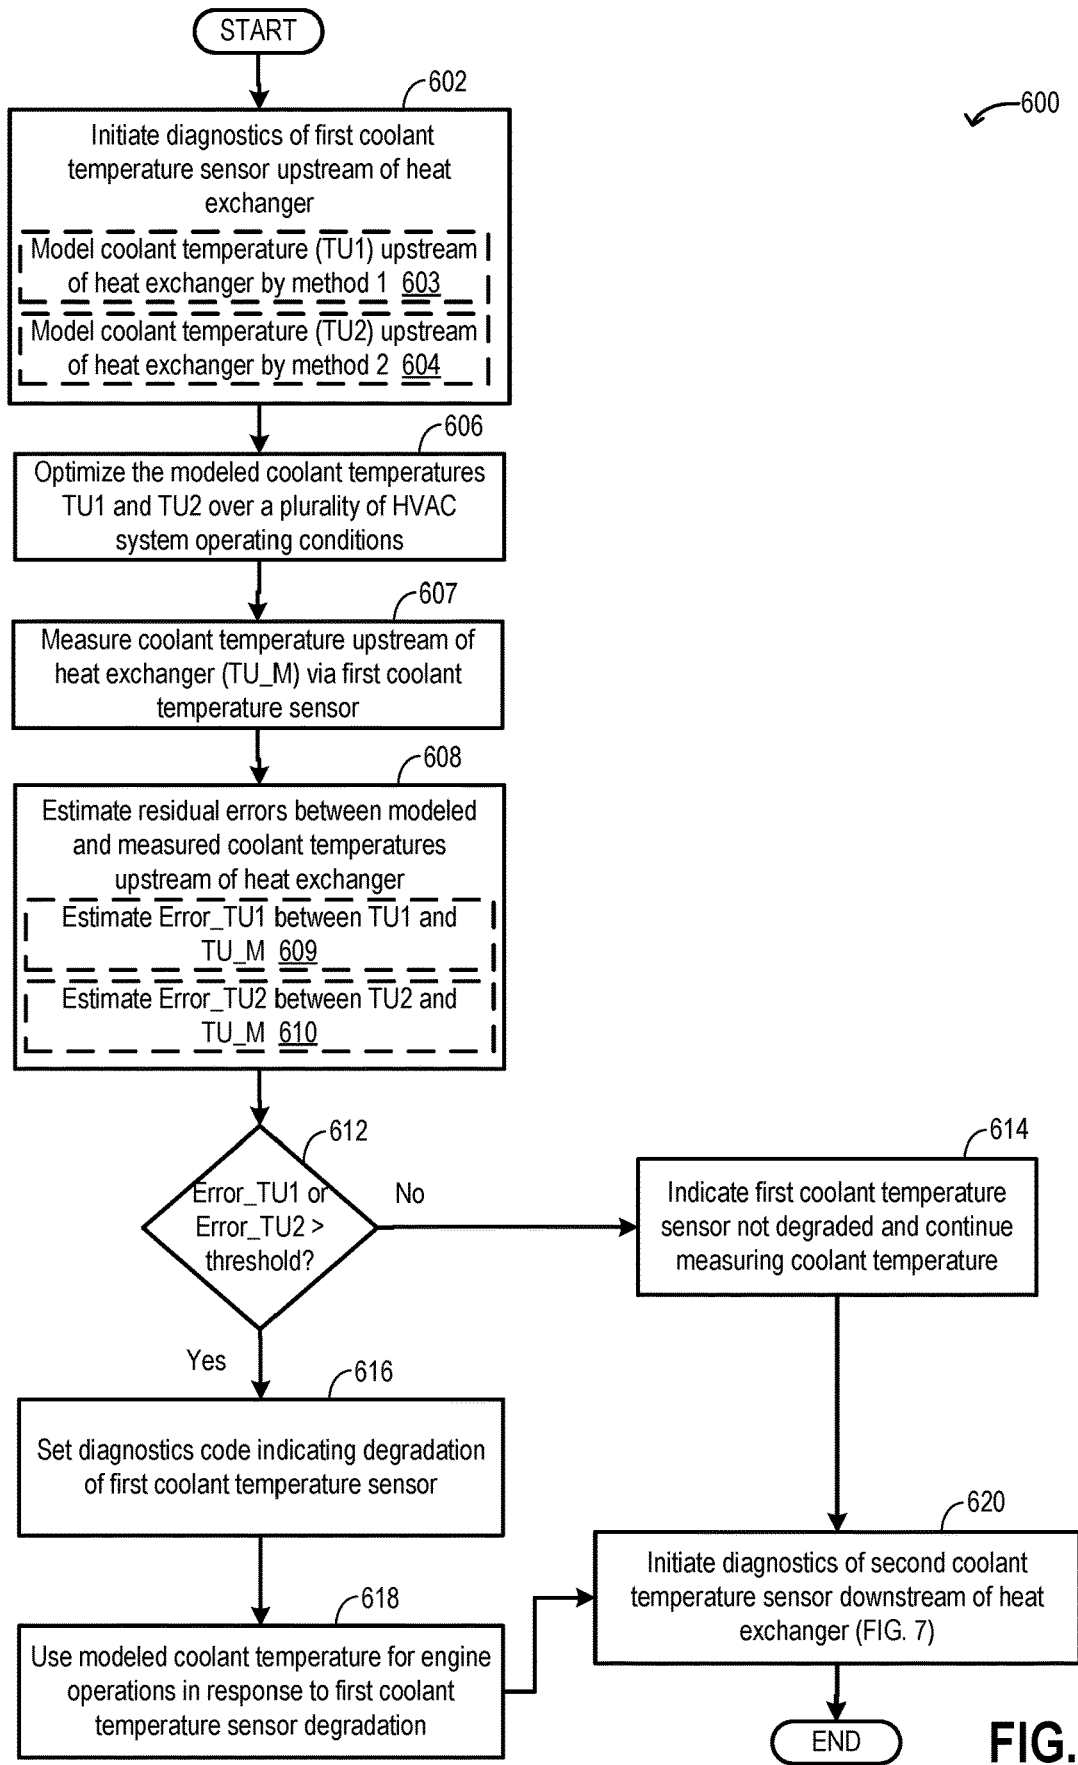 START
602
600
Initiate diagnostics of first coolant
temperature sensor upstream of heat
exchanger
Model coolant temperature (TU1) upstream
of heat exchanger by method 1 603
Model coolant temperature (TU2) upstream
of heat exchanger by method 2 604
606
Optimize the modeled coolant temperatures
TU1 and TU2 over a plurality of HVAC
system operating conditions
607
Measure coolant temperature upstream of
heat exchanger (TU_M) via first coolant
temperature sensor
608
Estimate residual errors between modeled
and measured coolant temperatures
upstream of heat exchanger
Estimate Error_TU1 between TU1 and
TU_M 609
Estimate Error_TU2 between TU2 and
TU_M 610
612
Error_TU1 or
Error_TU2 >
threshold?
No
614
Indicate first coolant temperature
sensor not degraded and continue
measuring coolant temperature
Yes
616
Set diagnostics code indicating degradation
of first coolant temperature sensor
618
Use modeled coolant temperature for engine
operations in response to first coolant
temperature sensor degradation
620
Initiate diagnostics of second coolant
temperature sensor downstream of heat
exchanger (FIG. 7)
END
FIG.